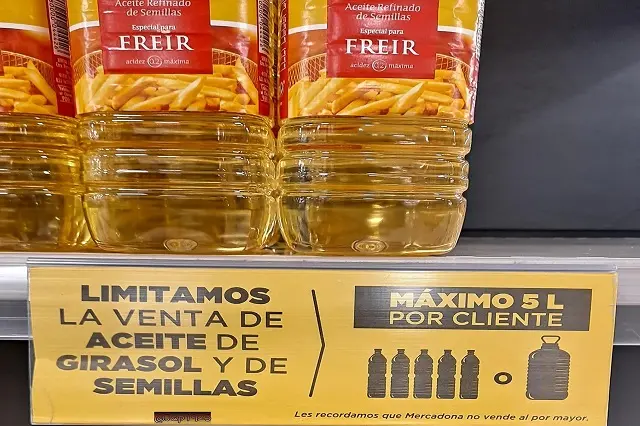 Aceite Refinado
de Semillas
Especial para
FREIR
acidez 0,2 máxima
Aceite Refinado
de Semillas
Especial para
FREIR
acidez 0,2 máxima
LIMITAMOS
LA VENTA DE
ACEITE DE
GIRASOL Y DE
SEMILLAS
MÁXIMO 5 L
POR CLIENTE
o
Les recordamos que Mercadona no vende al por mayor.